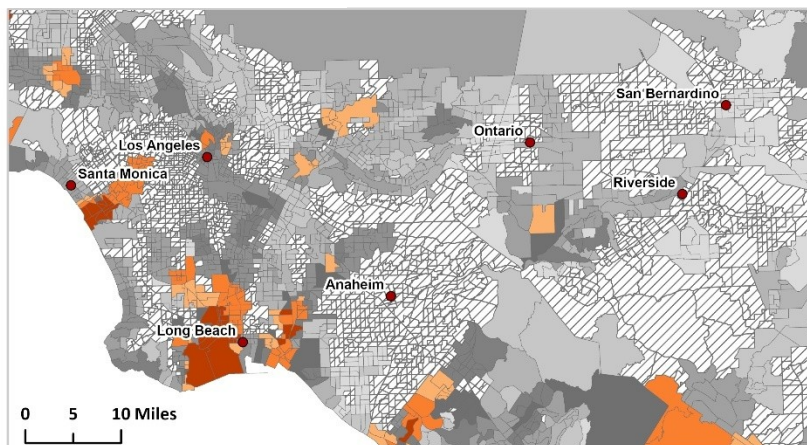 San Bernardino
Ontario
Los Angeles
Santa Monica
Riverside
Anaheim
Long Beach
0 5 10 Miles